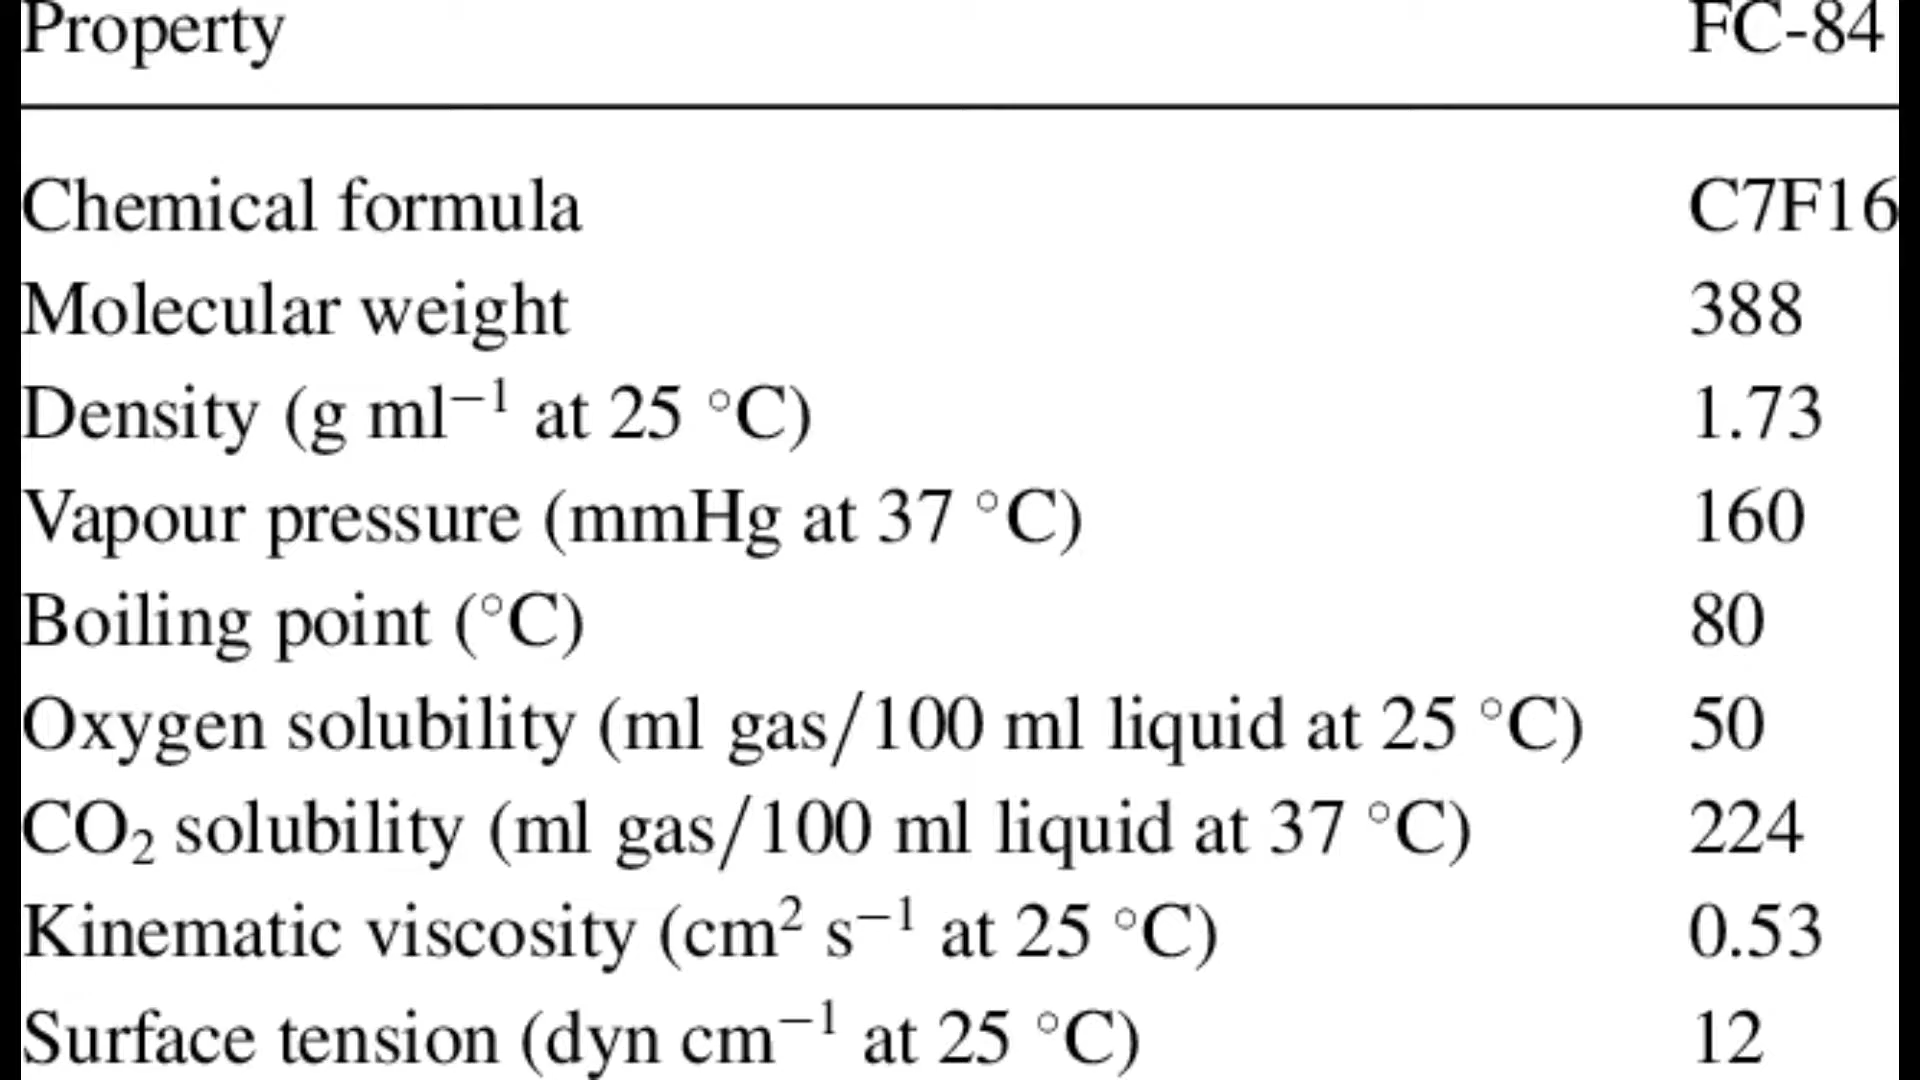 Property FC-84
Chemical formula C7F16
Molecular weight 388
Density (g ml⁻¹ at 25 °C) 1.73
Vapour pressure (mmHg at 37 °C) 160
Boiling point (°C) 80
Oxygen solubility (ml gas/100 ml liquid at 25 °C) 50
CO₂ solubility (ml gas/100 ml liquid at 37 °C) 224
Kinematic viscosity (cm² s⁻¹ at 25 °C) 0.53
Surface tension (dyn cm⁻¹ at 25 °C) 12